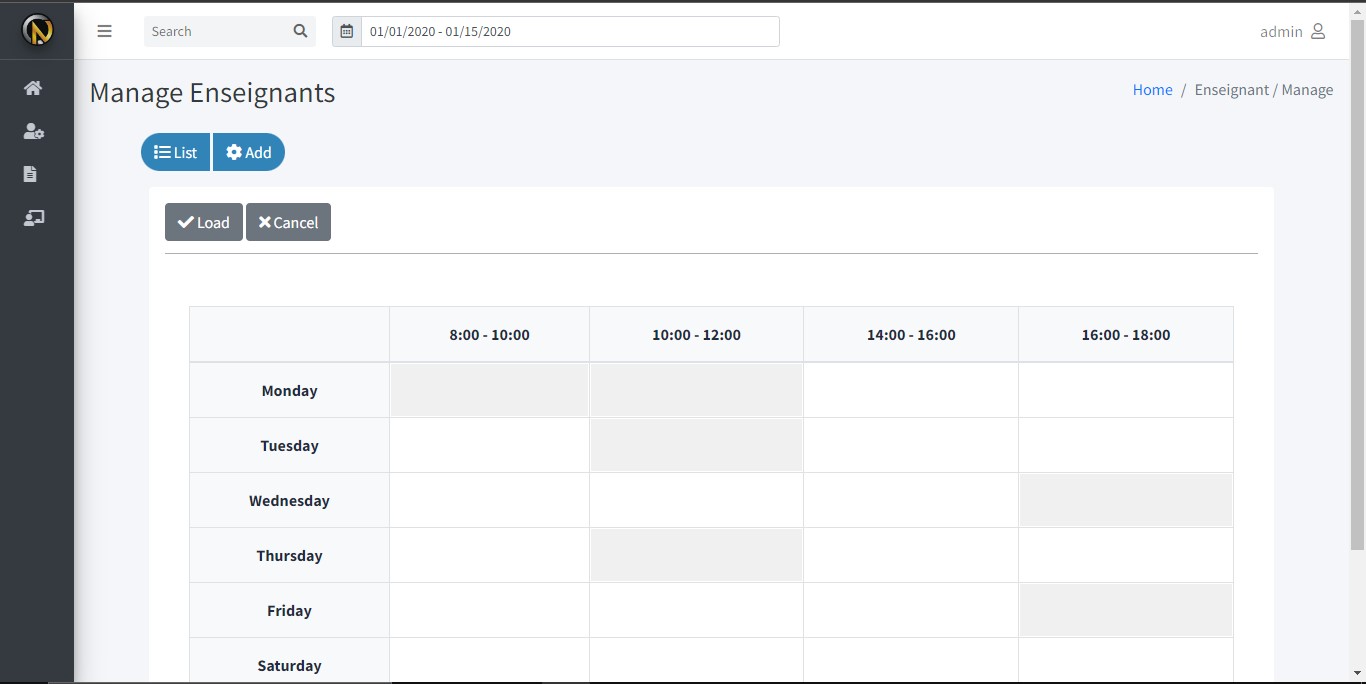 Search
01/01/2020 - 01/15/2020
admin
Manage Enseignants
Home / Enseignant / Manage
List
Add
Load
Cancel
8:00 - 10:00 10:00 - 12:00 14:00 - 16:00 16:00 - 18:00
Monday
Tuesday
Wednesday
Thursday
Friday
Saturday